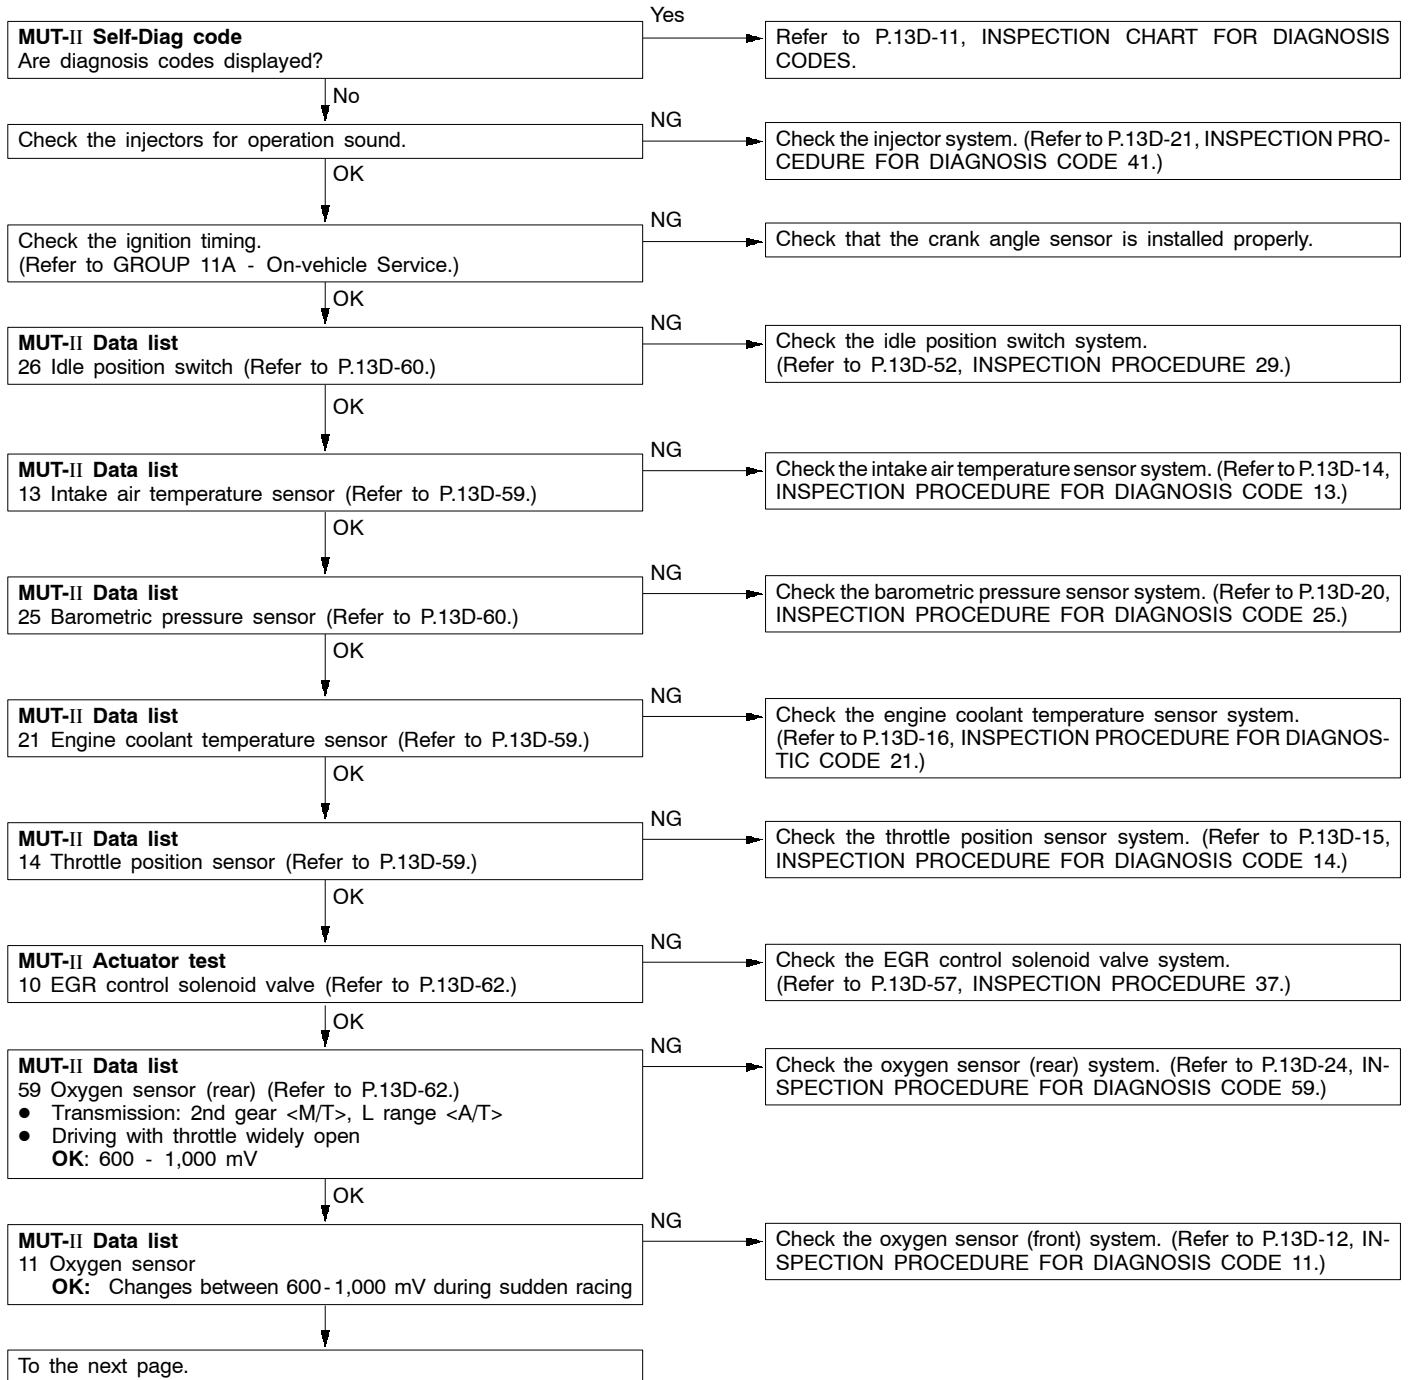 MUT-II Self-Diag code
Are diagnosis codes displayed?
Yes
Refer to P.13D-11, INSPECTION CHART FOR DIAGNOSIS
CODES.
No
Check the injectors for operation sound.
NG
Check the injector system. (Refer to P.13D-21, INSPECTION PRO-
CEDURE FOR DIAGNOSIS CODE 41.)
OK
Check the ignition timing.
(Refer to GROUP 11A - On-vehicle Service.)
NG
Check that the crank angle sensor is installed properly.
OK
MUT-II Data list
26 Idle position switch (Refer to P.13D-60.)
NG
Check the idle position switch system.
(Refer to P.13D-52, INSPECTION PROCEDURE 29.)
OK
MUT-II Data list
13 Intake air temperature sensor (Refer to P.13D-59.)
NG
Check the intake air temperature sensor system. (Refer to P.13D-14,
INSPECTION PROCEDURE FOR DIAGNOSIS CODE 13.)
OK
MUT-II Data list
25 Barometric pressure sensor (Refer to P.13D-60.)
NG
Check the barometric pressure sensor system. (Refer to P.13D-20,
INSPECTION PROCEDURE FOR DIAGNOSIS CODE 25.)
OK
MUT-II Data list
21 Engine coolant temperature sensor (Refer to P.13D-59.)
NG
Check the engine coolant temperature sensor system.
(Refer to P.13D-16, INSPECTION PROCEDURE FOR DIAGNOS-
TIC CODE 21.)
OK
MUT-II Data list
14 Throttle position sensor (Refer to P.13D-59.)
NG
Check the throttle position sensor system. (Refer to P.13D-15,
INSPECTION PROCEDURE FOR DIAGNOSIS CODE 14.)
OK
MUT-II Actuator test
10 EGR control solenoid valve (Refer to P.13D-62.)
NG
Check the EGR control solenoid valve system.
(Refer to P.13D-57, INSPECTION PROCEDURE 37.)
OK
MUT-II Data list
59 Oxygen sensor (rear) (Refer to P.13D-62.)
● Transmission: 2nd gear <M/T>, L range <A/T>
● Driving with throttle widely open
OK: 600 - 1,000 mV
NG
Check the oxygen sensor (rear) system. (Refer to P.13D-24, IN-
SPECTION PROCEDURE FOR DIAGNOSIS CODE 59.)
OK
MUT-II Data list
11 Oxygen sensor
OK: Changes between 600-1,000 mV during sudden racing
NG
Check the oxygen sensor (front) system. (Refer to P.13D-12, IN-
SPECTION PROCEDURE FOR DIAGNOSIS CODE 11.)
To the next page.